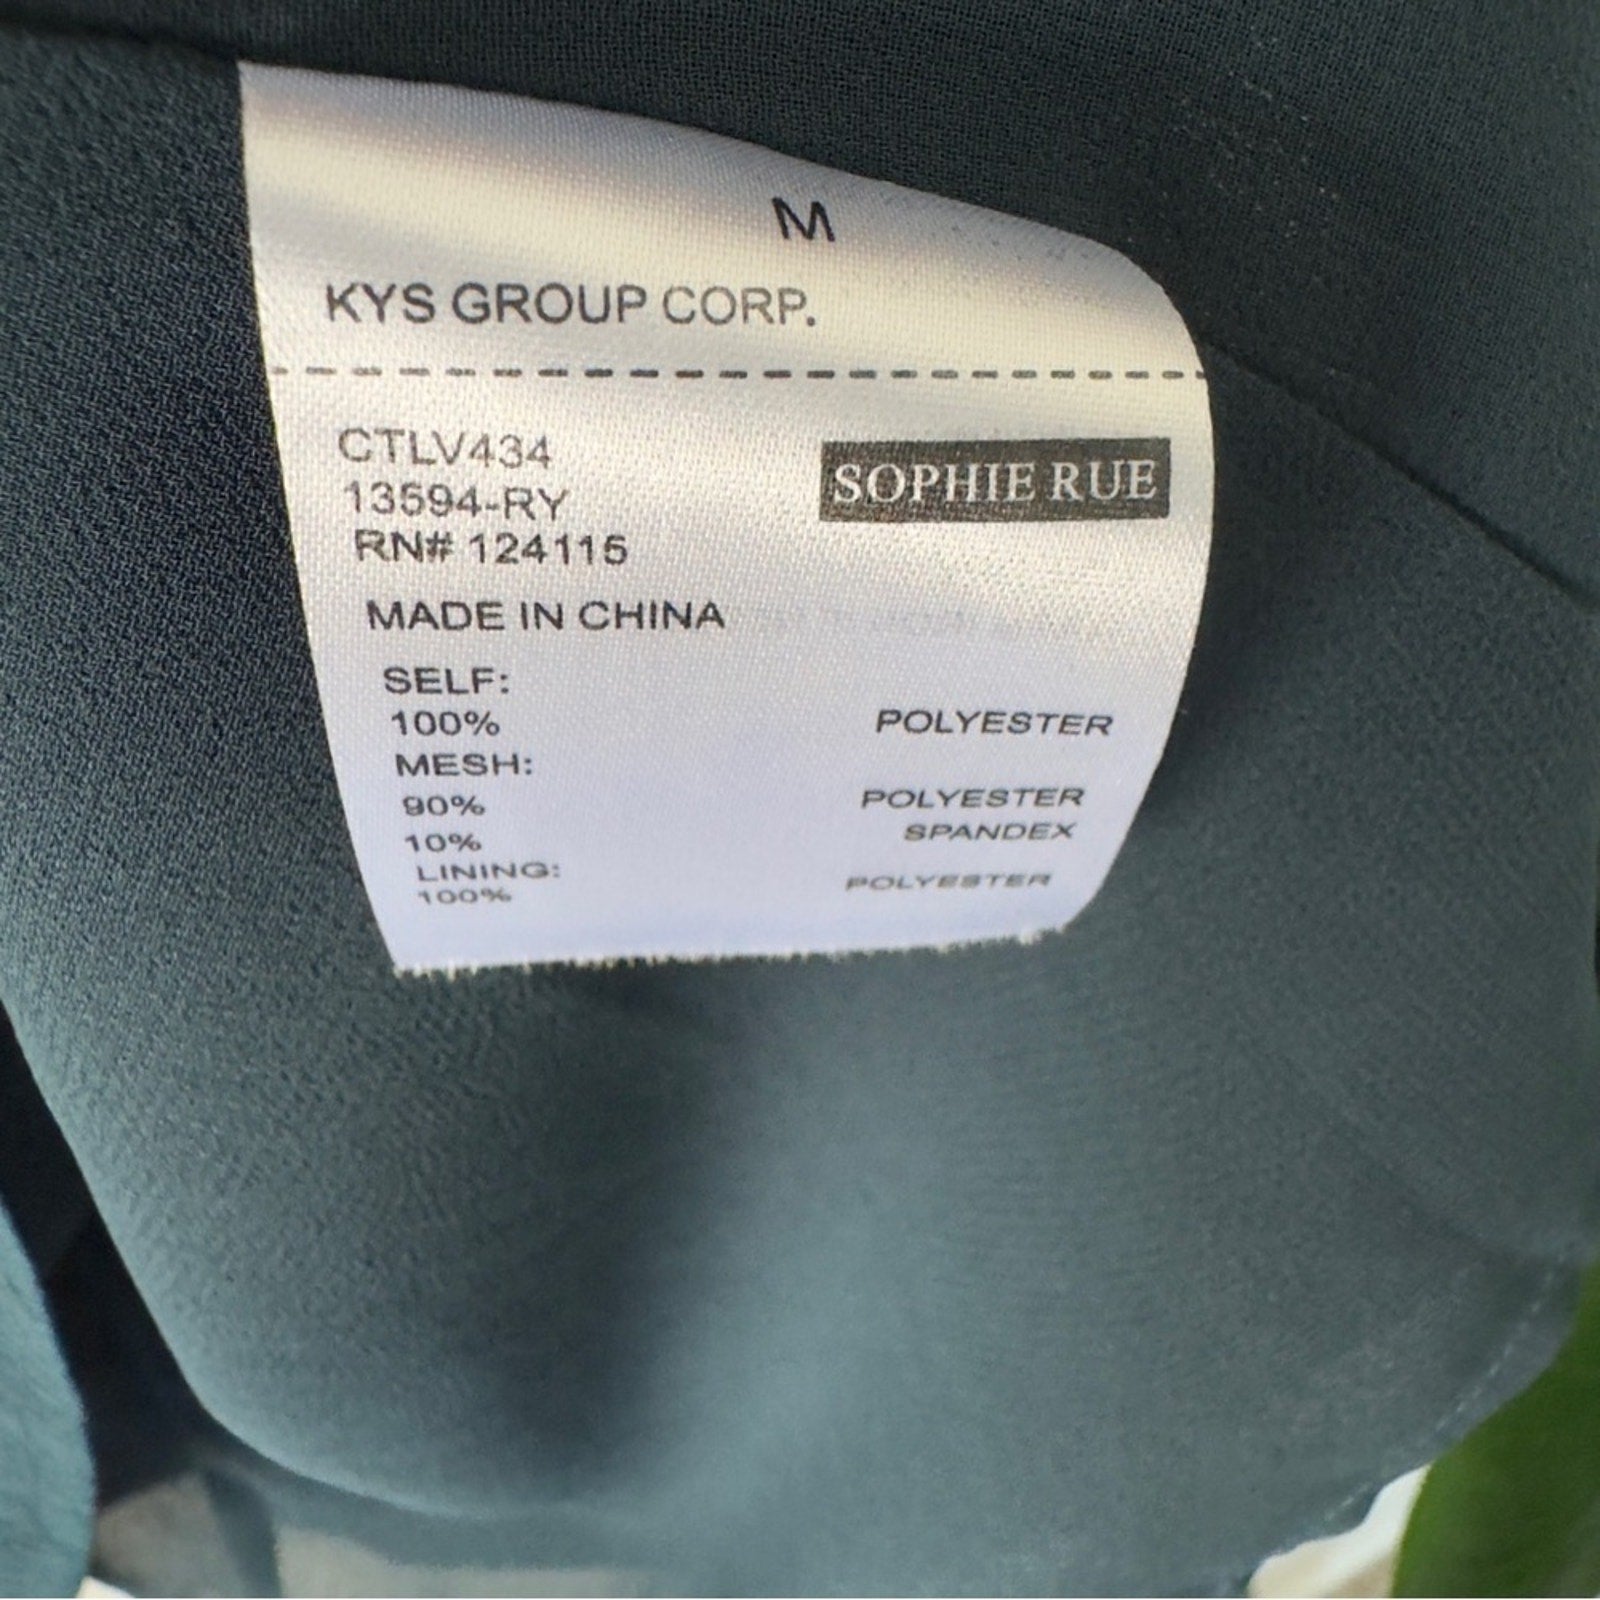 M
KYS GROUP CORP.
CTLV434
SOPHIE RUE
13594-RY
RN# 124115
MADE IN CHINA
SELF:
100% POLYESTER
MESH:
90% POLYESTER
10% SPANDEX
LINING:
100% POLYESTER